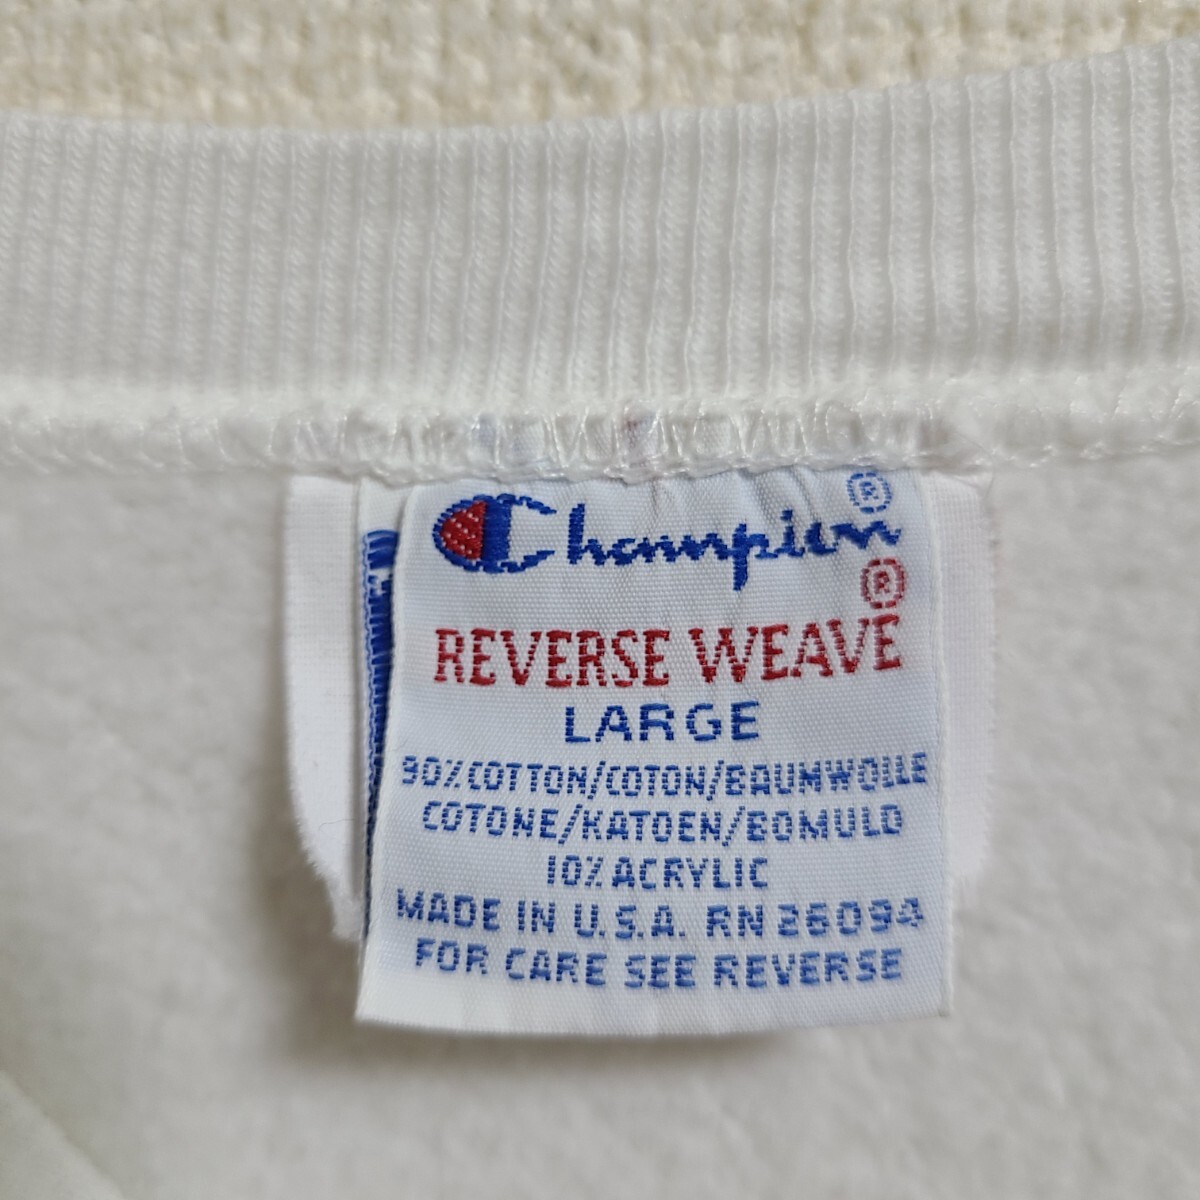 Champion®
REVERSE WEAVE®
LARGE
90% COTTON/COTON/BAUMWOLLE
COTONE/KATOEN/BOMULD
10% ACRYLIC
MADE IN U.S.A. RN 26094
FOR CARE SEE REVERSE